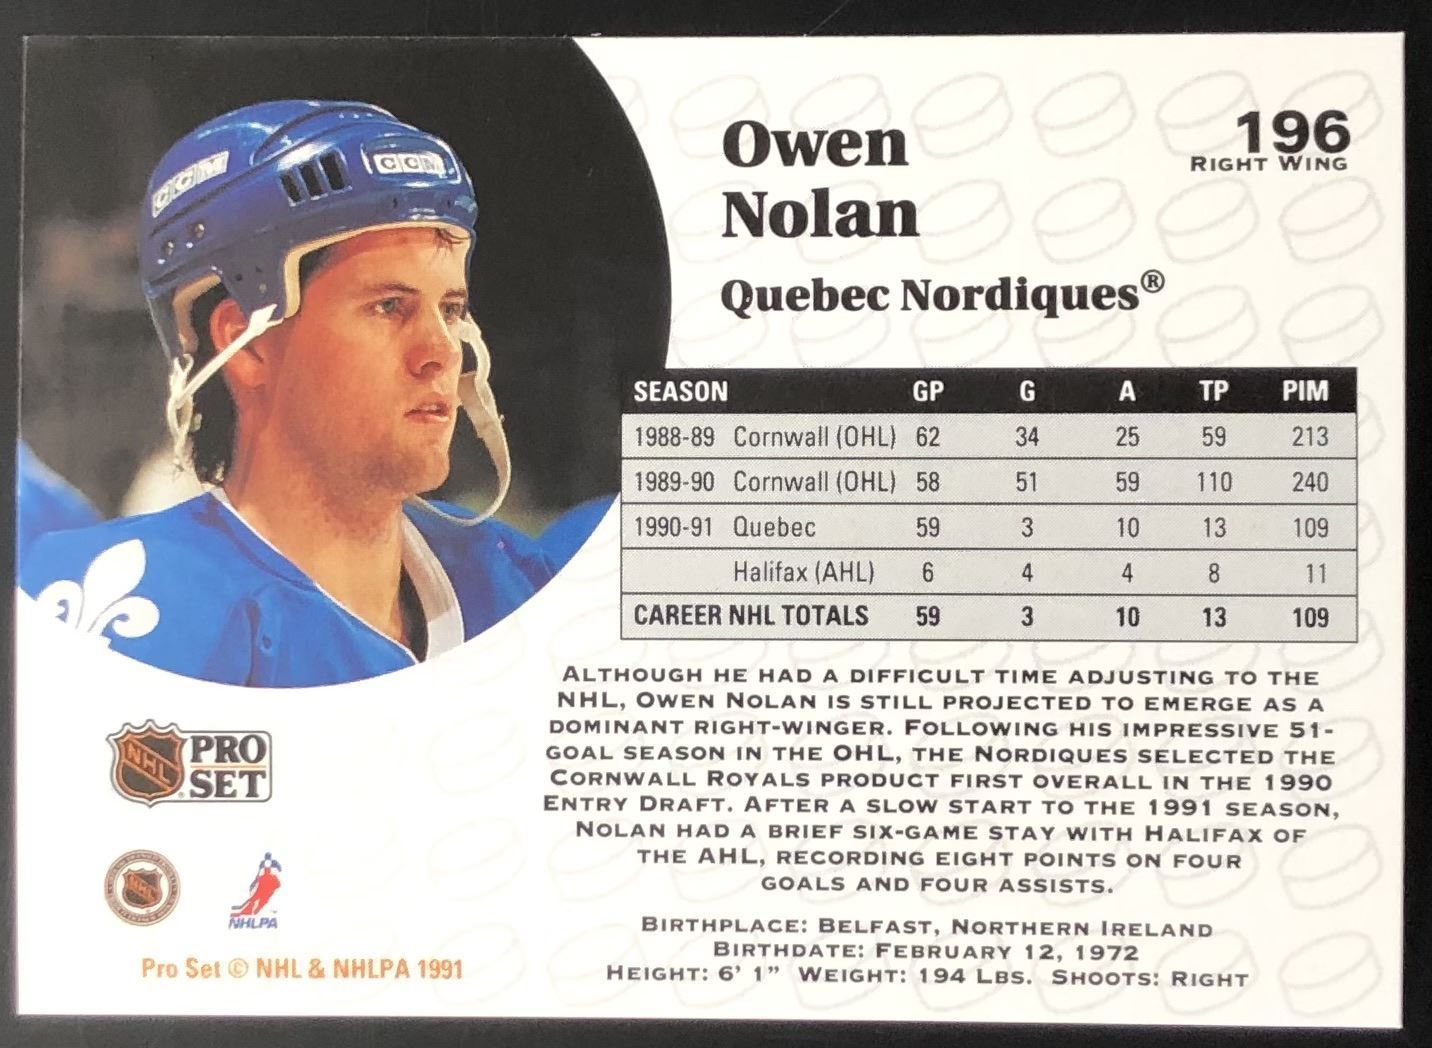 CCM
CCM
Owen
Nolan
196
RIGHT WING
Quebec Nordiques®
SEASON GP G A TP PIM
1988-89 Cornwall (OHL) 62 34 25 59 213
1989-90 Cornwall (OHL) 58 51 59 110 240
1990-91 Quebec 59 3 10 13 109
Halifax (AHL) 6 4 4 8 11
CAREER NHL TOTALS 59 3 10 13 109
ALTHOUGH HE HAD A DIFFICULT TIME ADJUSTING TO THE
NHL, OWEN NOLAN IS STILL PROJECTED TO EMERGE AS A
DOMINANT RIGHT-WINGER. FOLLOWING HIS IMPRESSIVE 51-
GOAL SEASON IN THE OHL, THE NORDIQUES SELECTED THE
CORNWALL ROYALS PRODUCT FIRST OVERALL IN THE 1990
ENTRY DRAFT. AFTER A SLOW START TO THE 1991 SEASON,
NOLAN HAD A BRIEF SIX-GAME STAY WITH HALIFAX OF
THE AHL, RECORDING EIGHT POINTS ON FOUR
GOALS AND FOUR ASSISTS.
BIRTHPLACE: BELFAST, NORTHERN IRELAND
BIRTHDATE: FEBRUARY 12, 1972
HEIGHT: 6' 1" WEIGHT: 194 LBS. SHOOTS: RIGHT
NHL PRO
SET
NHL
NHLPA
Pro Set © NHL & NHLPA 1991